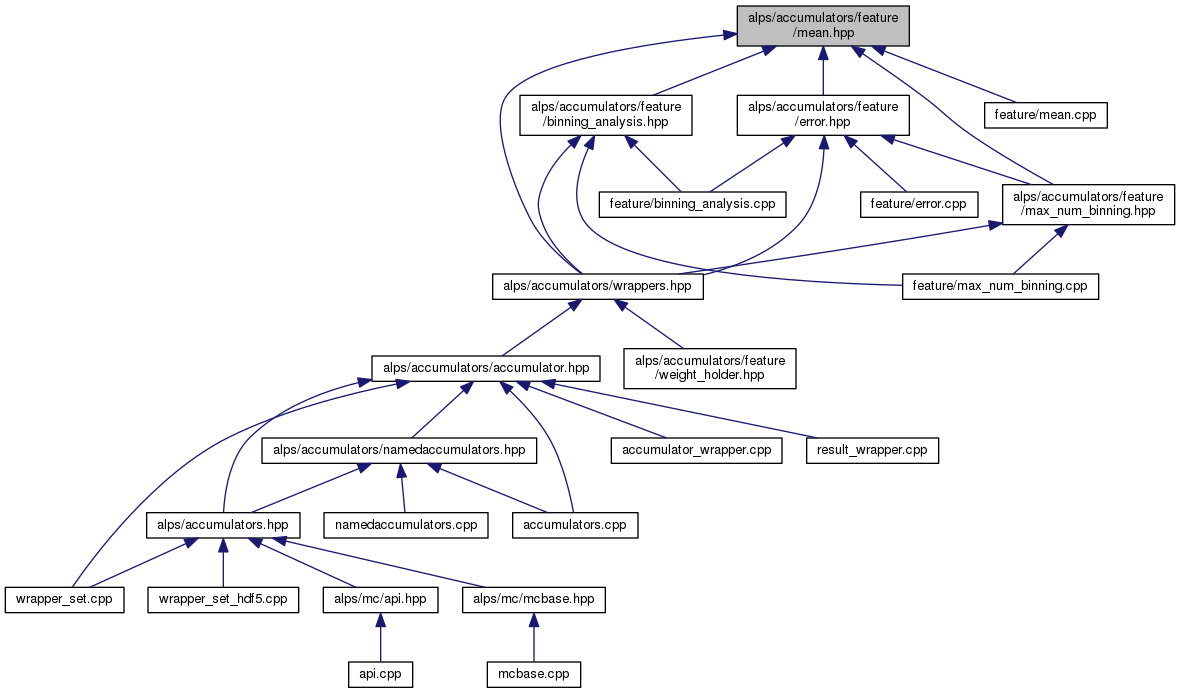 alps/accumulators/feature
/mean.hpp
alps/accumulators/feature
/binning_analysis.hpp
alps/accumulators/feature
/error.hpp
feature/mean.cpp
feature/binning_analysis.cpp
feature/error.cpp
alps/accumulators/feature
/max_num_binning.hpp
alps/accumulators/wrappers.hpp
feature/max_num_binning.cpp
alps/accumulators/accumulator.hpp
alps/accumulators/feature
/weight_holder.hpp
alps/accumulators/namedaccumulators.hpp
accumulator_wrapper.cpp
result_wrapper.cpp
alps/accumulators.hpp
namedaccumulators.cpp
accumulators.cpp
wrapper_set.cpp
wrapper_set_hdf5.cpp
alps/mc/api.hpp
alps/mc/mcbase.hpp
api.cpp
mcbase.cpp